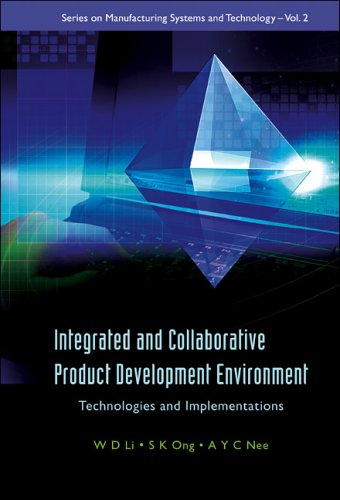 Series on Manufacturing Systems and Technology – Vol. 2
Integrated and Collaborative
Product Development Environment
Technologies and Implementations
W D Li • S K Ong • A Y C Nee